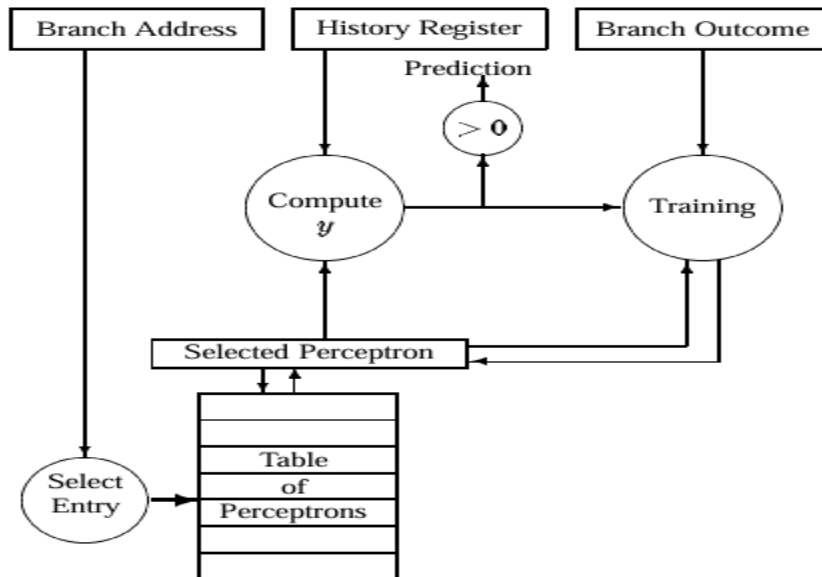 Branch Address
History Register
Branch Outcome
Prediction
> 0
Compute
y
Training
Selected Perceptron
Table
of
Perceptrons
Select
Entry